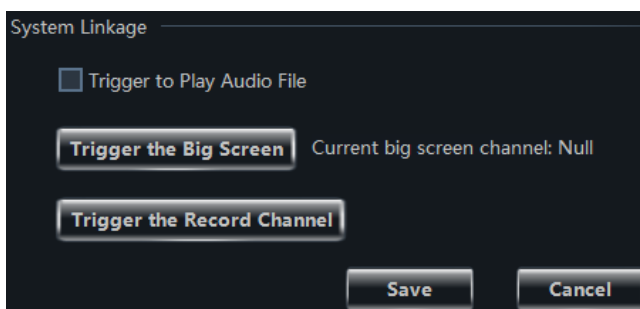 System Linkage
Trigger to Play Audio File
Trigger the Big Screen Current big screen channel: Null
Trigger the Record Channel
Save Cancel